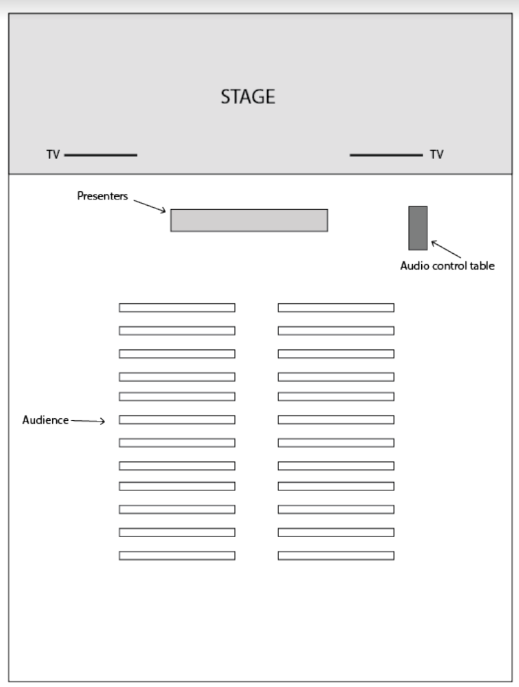 STAGE
TV
TV
Presenters
Audio control table
Audience